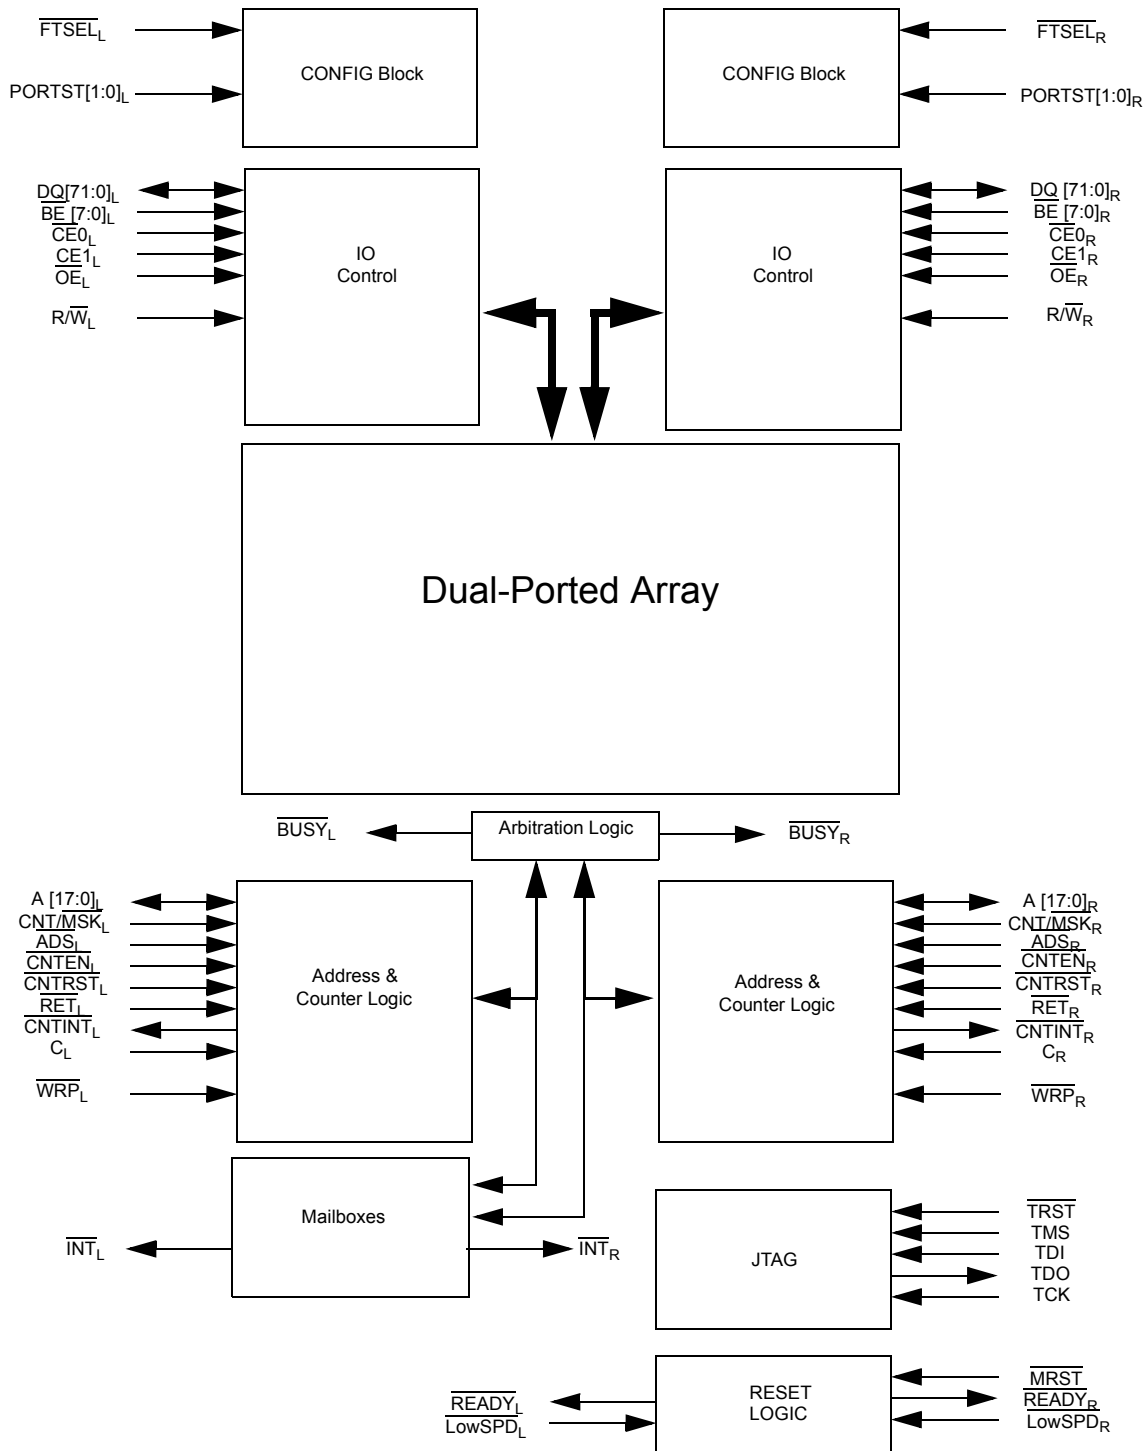 FTSEL_L
CONFIG Block
PORTST[1:0]_L
CONFIG Block
FTSEL_R
PORTST[1:0]_R
DQ[71:0]_L
BE [7:0]_L
CE0_L
CE1_L
OE_L
R/W_L
IO
Control
IO
Control
DQ [71:0]_R
BE [7:0]_R
CE0_R
CE1_R
OE_R
R/W_R
Dual-Ported Array
BUSY_L
Arbitration Logic
BUSY_R
A [17:0]_L
CNT/MSK_L
ADS_L
CNTEN_L
CNTRST_L
RET_L
CNTINT_L
C_L
WRP_L
Address &
Counter Logic
Address &
Counter Logic
A [17:0]_R
CNT/MSK_R
ADS_R
CNTEN_R
CNTRST_R
RET_R
CNTINT_R
C_R
WRP_R
Mailboxes
INT_L
INT_R
JTAG
TRST
TMS
TDI
TDO
TCK
READY_L
LowSPD_L
RESET
LOGIC
MRST
READY_R
LowSPD_R